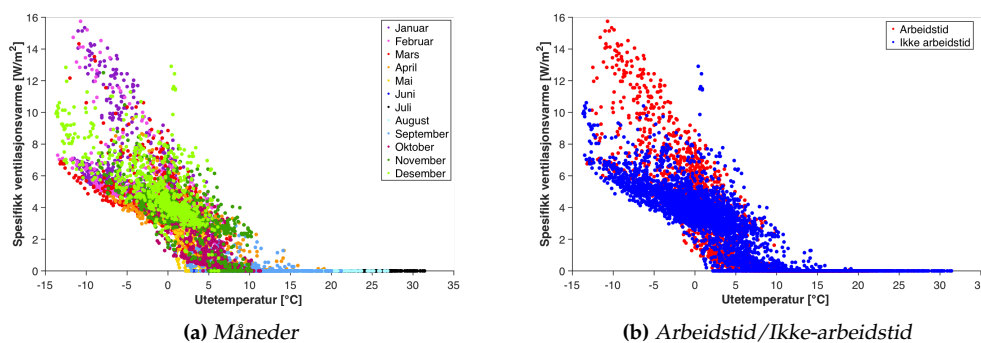 Spesifikk ventilasjonsvarme [W/m²]
16
14
12
10
8
6
4
2
0
-15 -10 -5 0 5 10 15 20 25 30 35
Utetemperatur [°C]
Januar
Februar
Mars
April
Mai
Juni
Juli
August
September
Oktober
November
Desember
(a) Måneder
Spesifikk ventilasjonsvarme [W/m²]
16
14
12
10
8
6
4
2
0
-15 -10 -5 0 5 10 15 20 25 30 35
Utetemperatur [°C]
Arbeidstid
Ikke arbeidstid
(b) Arbeidstid/Ikke-arbeidstid